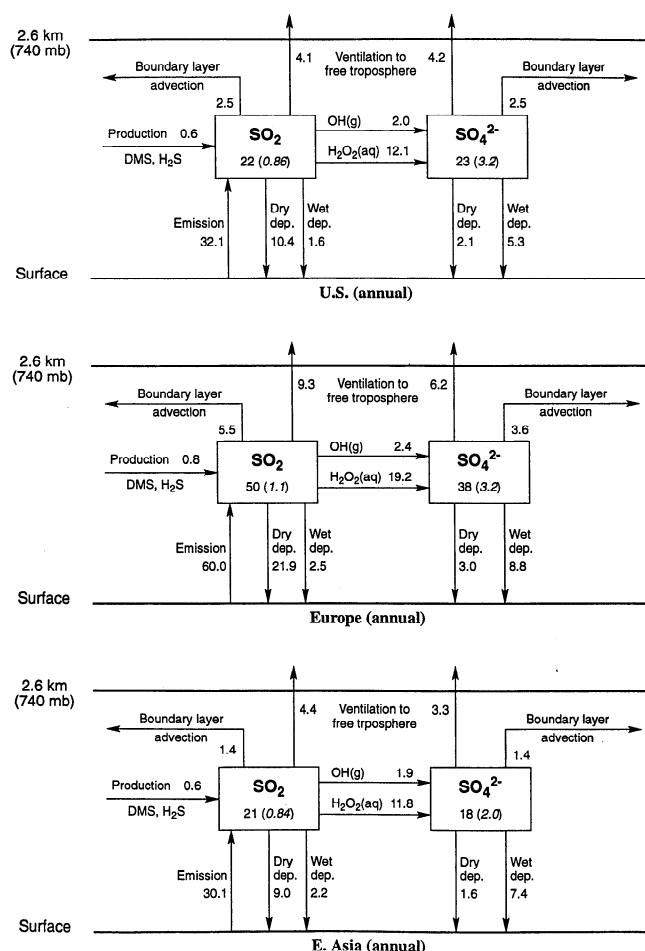 2.6 km
(740 mb)
4.1 Ventilation to 4.2
free troposphere
Boundary layer
advection
2.5
Boundary layer
advection
2.5
Production 0.6
DMS, H₂S
SO₂
22 (0.86)
OH(g) 2.0
H₂O₂(aq) 12.1
SO₄²⁻
23 (3.2)
Emission
32.1
Dry
dep.
10.4
Wet
dep.
1.6
Dry
dep.
2.1
Wet
dep.
5.3
Surface
U.S. (annual)
2.6 km
(740 mb)
9.3 Ventilation to 6.2
free troposphere
Boundary layer
advection
5.5
Boundary layer
advection
3.6
Production 0.8
DMS, H₂S
SO₂
50 (1.1)
OH(g) 2.4
H₂O₂(aq) 19.2
SO₄²⁻
38 (3.2)
Emission
60.0
Dry
dep.
21.9
Wet
dep.
2.5
Dry
dep.
3.0
Wet
dep.
8.8
Surface
Europe (annual)
2.6 km
(740 mb)
4.4 Ventilation to 3.3
free trposphere
Boundary layer
advection
1.4
Boundary layer
advection
1.4
Production 0.6
DMS, H₂S
SO₂
21 (0.84)
OH(g) 1.9
H₂O₂(aq) 11.8
SO₄²⁻
18 (2.0)
Emission
30.1
Dry
dep.
9.0
Wet
dep.
2.2
Dry
dep.
1.6
Wet
dep.
7.4
Surface
E. Asia (annual)